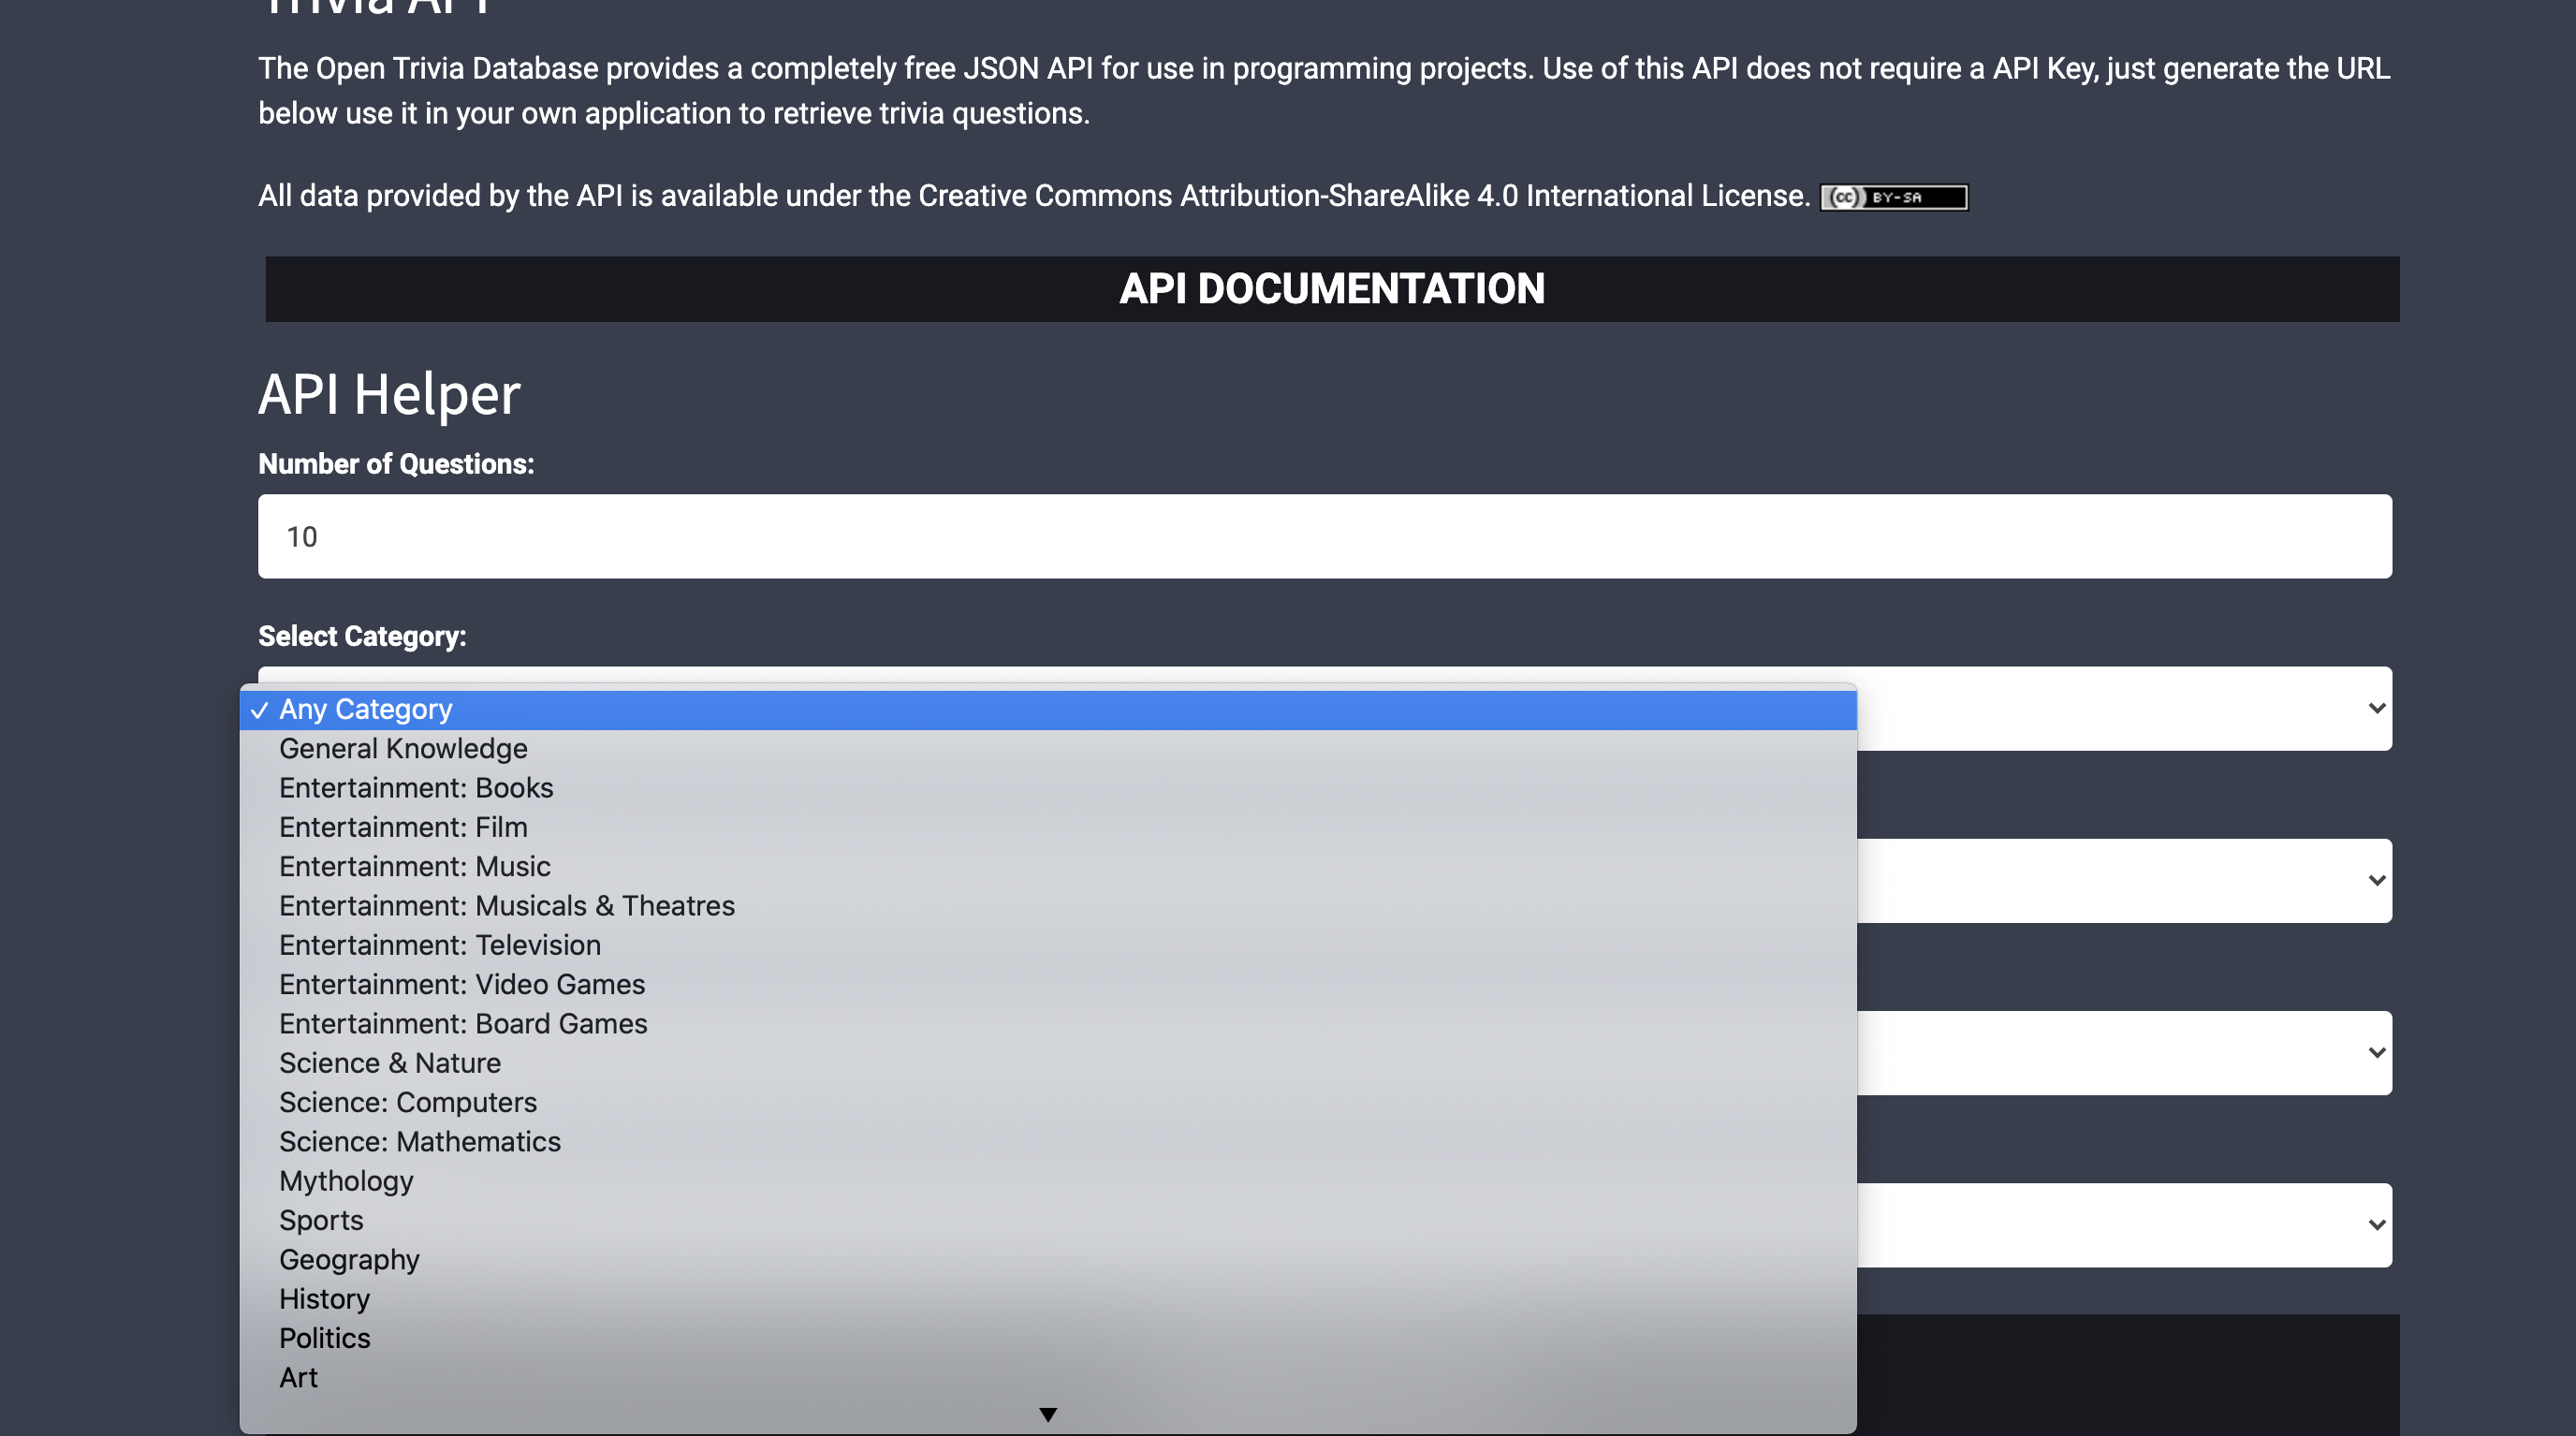 Trivia API
The Open Trivia Database provides a completely free JSON API for use in programming projects. Use of this API does not require a API Key, just generate the URL
below use it in your own application to retrieve trivia questions.
All data provided by the API is available under the Creative Commons Attribution-ShareAlike 4.0 International License. cc BY-SA
API DOCUMENTATION
API Helper
Number of Questions:
10
Select Category:
✓ Any Category
General Knowledge
Entertainment: Books
Entertainment: Film
Entertainment: Music
Entertainment: Musicals & Theatres
Entertainment: Television
Entertainment: Video Games
Entertainment: Board Games
Science & Nature
Science: Computers
Science: Mathematics
Mythology
Sports
Geography
History
Politics
Art